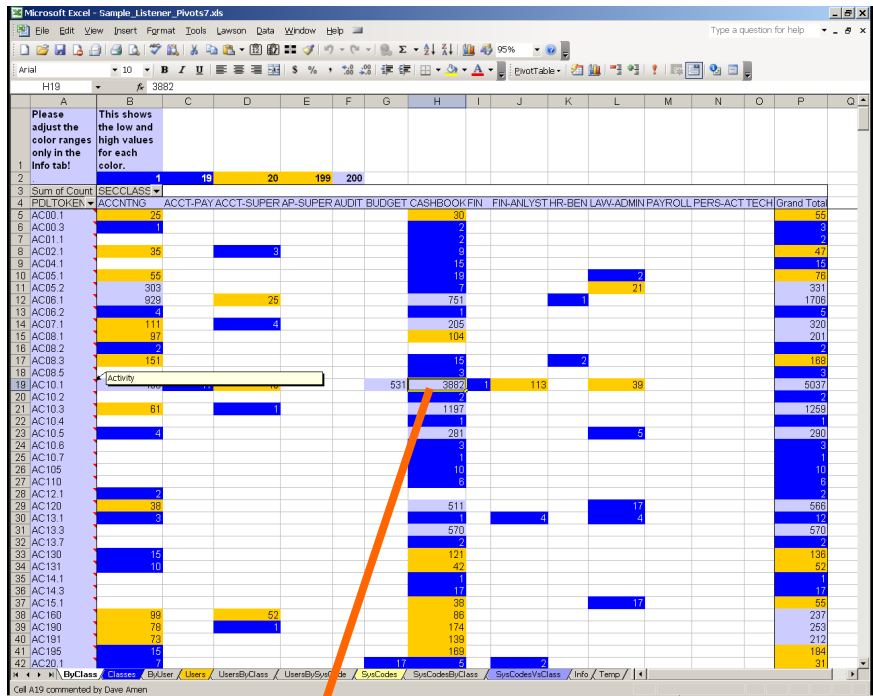 Microsoft Excel - Sample_Listener_Pivots7.xls
File Edit View Insert Format Tools Lawson Data Window Help Type a question for help
Arial 10 B I U $ % , 95% PivotTable
H19 fx 3882
A B C D E F G H I J K L M N O P Q
1 Please adjust the color ranges only in the Info tab! This shows the low and high values for each color.
2 1 19 20 199 200
3 Sum of Count SECCLASS
4 PDLTOKEN ACCNTNG ACCT-PAY ACCT-SUPER AP-SUPER AUDIT BUDGET CASHBOOK FIN FIN-ANLYST HR-BEN LAW-ADMIN PAYROLL PERS-ACT TECH Grand Total
5 AC00.1 25 30 55
6 AC00.3 1 2 3
7 AC01.1 2 2
8 AC02.1 35 3 9 47
9 AC04.1 15 15
10 AC05.1 55 19 2 76
11 AC05.2 303 7 21 331
12 AC06.1 929 25 751 1 1706
13 AC06.2 4 1 5
14 AC07.1 111 4 205 320
15 AC08.1 97 104 201
16 AC08.2 2 2
17 AC08.3 151 15 2 168
18 AC08.5 3 3
Activity
19 AC10.1 531 3882 1 113 39 5037
20 AC10.2 2 2
21 AC10.3 61 1 1197 1259
22 AC10.4 1 1
23 AC10.5 4 281 5 290
24 AC10.6 3 3
25 AC10.7 1 1
26 AC105 10 10
27 AC110 6 6
28 AC12.1 2 2
29 AC120 38 511 17 566
30 AC13.1 3 1 4 4 12
31 AC13.3 570 570
32 AC13.7 2 2
33 AC130 15 121 136
34 AC131 10 42 52
35 AC14.1 1 1
36 AC14.3 17 17
37 AC15.1 38 17 55
38 AC160 99 52 86 237
39 AC190 78 1 174 253
40 AC191 73 139 212
41 AC195 15 169 184
42 AC20.1 7 17 5 2 31
ByClass Classes ByUser Users UsersByClass UsersBySysCode SysCodes SysCodesByClass SysCodesVsClass Info Temp
Cell A19 commented by Dave Amen